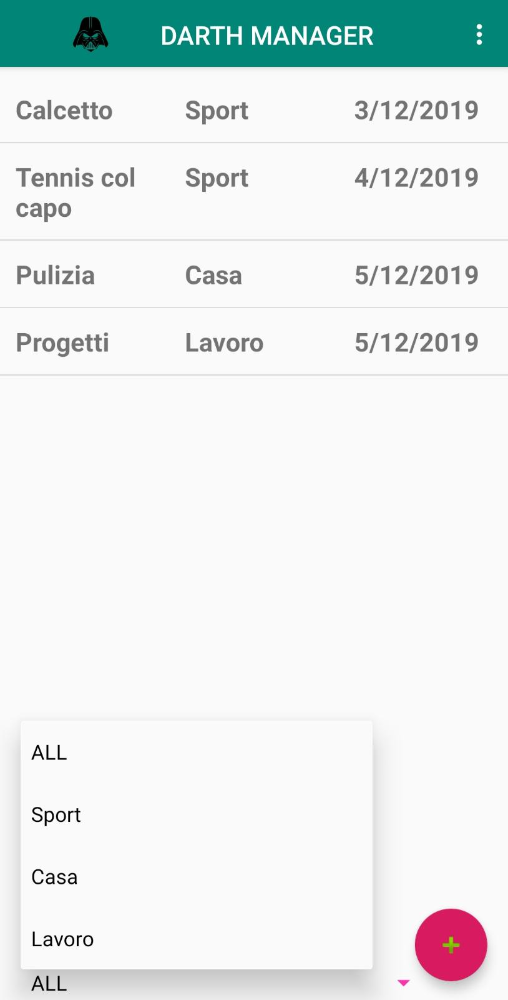 DARTH MANAGER
Calcetto Sport 3/12/2019
Tennis col Sport 4/12/2019
capo
Pulizia Casa 5/12/2019
Progetti Lavoro 5/12/2019
ALL
Sport
Casa
Lavoro
ALL
+